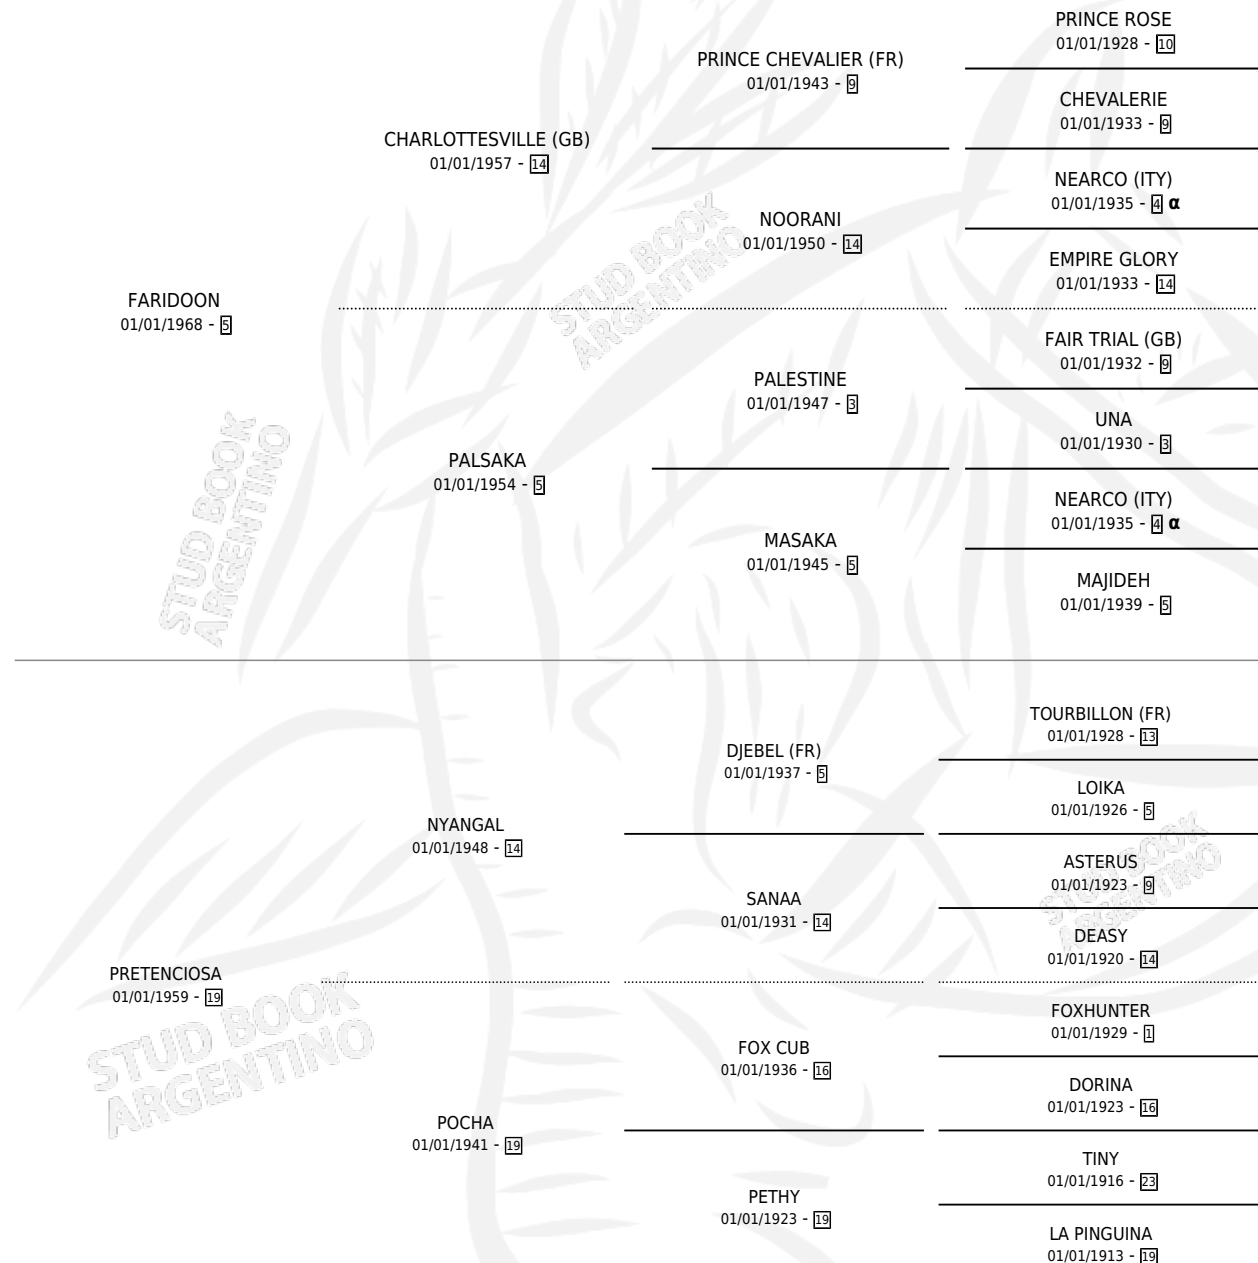 PRINCE ROSE
01/01/1928 - 10
PRINCE CHEVALIER (FR)
01/01/1943 - 9
CHEVALERIE
01/01/1933 - 9
CHARLOTTESVILLE (GB)
01/01/1957 - 14
NEARCO (ITY)
01/01/1935 - 4 α
NOORANI
01/01/1950 - 14
EMPIRE GLORY
01/01/1933 - 14
STUD BOOK
ARGENTINO
FARIDOON
01/01/1968 - 5
FAIR TRIAL (GB)
01/01/1932 - 9
PALESTINE
01/01/1947 - 3
UNA
01/01/1930 - 3
PALSAKA
01/01/1954 - 5
NEARCO (ITY)
01/01/1935 - 4 α
MASAKA
01/01/1945 - 5
MAJIDEH
01/01/1939 - 5
STUD BOOK
ARGENTINO
TOURBILLON (FR)
01/01/1928 - 13
DJEBEL (FR)
01/01/1937 - 5
LOIKA
01/01/1926 - 5
NYANGAL
01/01/1948 - 14
ASTERUS
01/01/1923 - 9
SANAA
01/01/1931 - 14
DEASY
01/01/1920 - 14
STUD BOOK
ARGENTINO
PRETENCIOSA
01/01/1959 - 19
FOXHUNTER
01/01/1929 - 1
FOX CUB
01/01/1936 - 16
DORINA
01/01/1923 - 16
STUD BOOK
ARGENTINO
POCHA
01/01/1941 - 19
TINY
01/01/1916 - 23
PETHY
01/01/1923 - 19
LA PINGUINA
01/01/1913 - 19